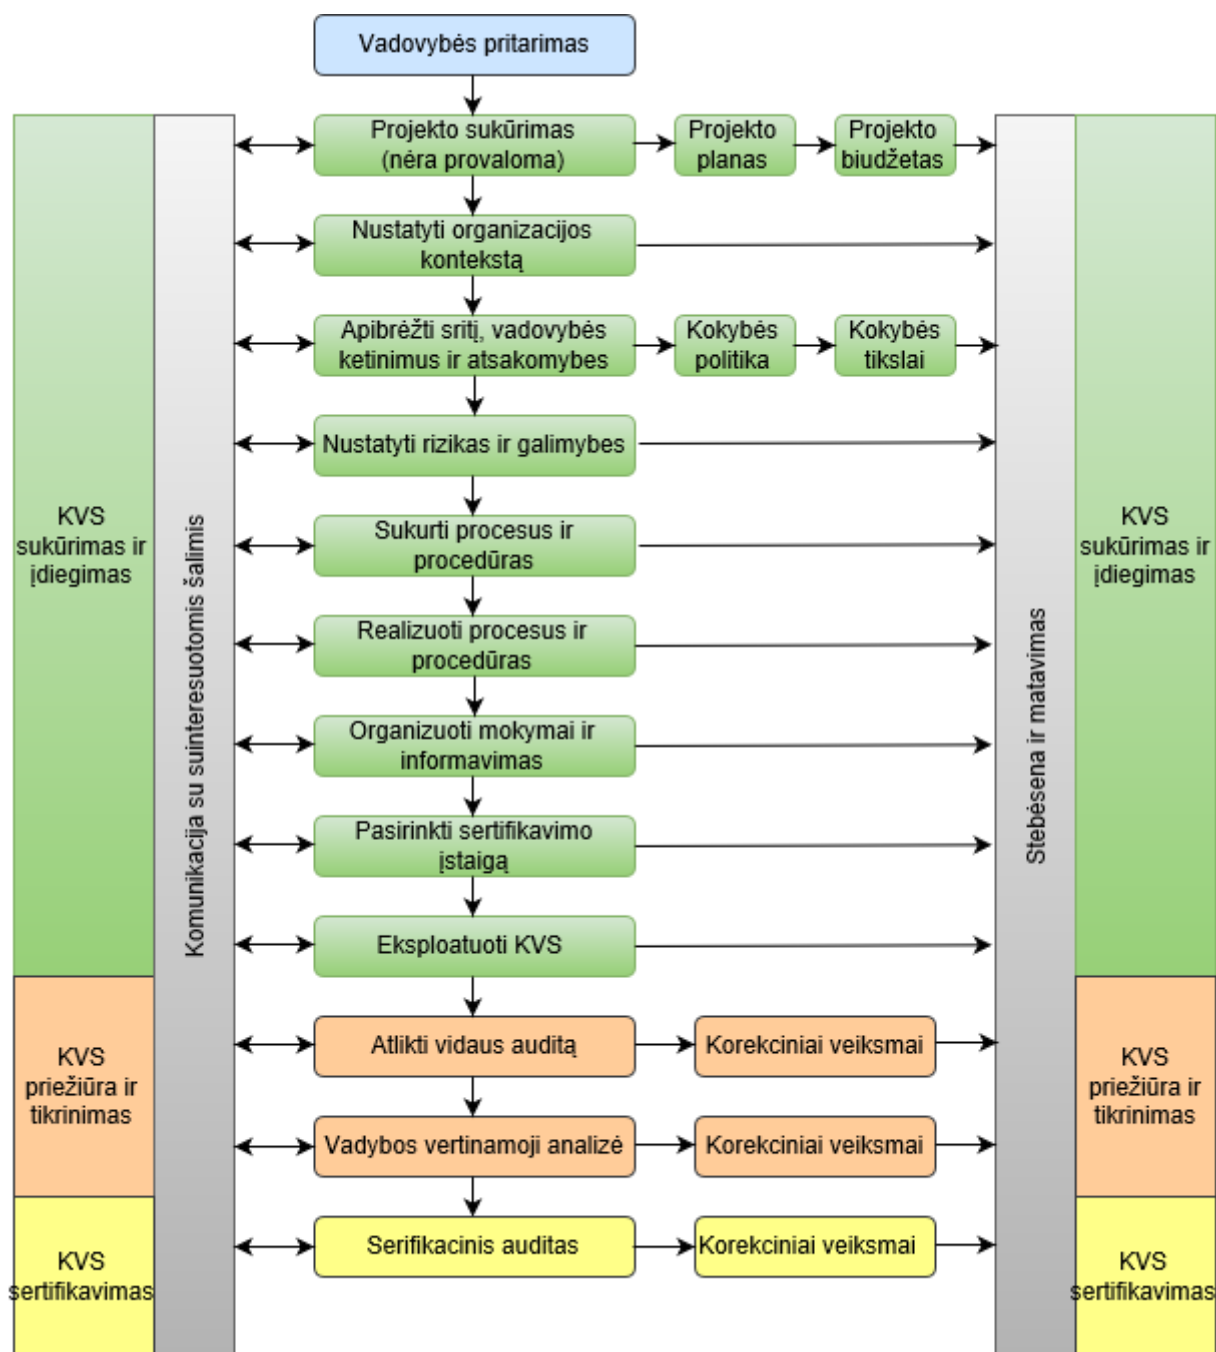 Vadovybės pritarimas
Projekto sukūrimas
(nėra provaloma)
Projekto
planas
Projekto
biudžetas
Nustatyti organizacijos
kontekstą
Apibrėžti sritį, vadovybės
ketinimus ir atsakomybes
Kokybės
politika
Kokybės
tikslai
Nustatyti rizikas ir galimybes
KVS
sukūrimas ir
įdiegimas
Komunikacija su suinteresuotomis šalimis
Sukurti procesus ir
procedūras
Realizuoti procesus ir
procedūras
Organizuoti mokymai ir
informavimas
Pasirinkti sertifikavimo
įstaigą
Eksploatuoti KVS
Stebėsena ir matavimas
KVS
sukūrimas ir
įdiegimas
KVS
priežiūra ir
tikrinimas
Atlikti vidaus auditą
Korekciniai veiksmai
Vadybos vertinamoji analizė
Korekciniai veiksmai
KVS
priežiūra ir
tikrinimas
KVS
sertifikavimas
Serifikacinis auditas
Korekciniai veiksmai
KVS
sertifikavimas